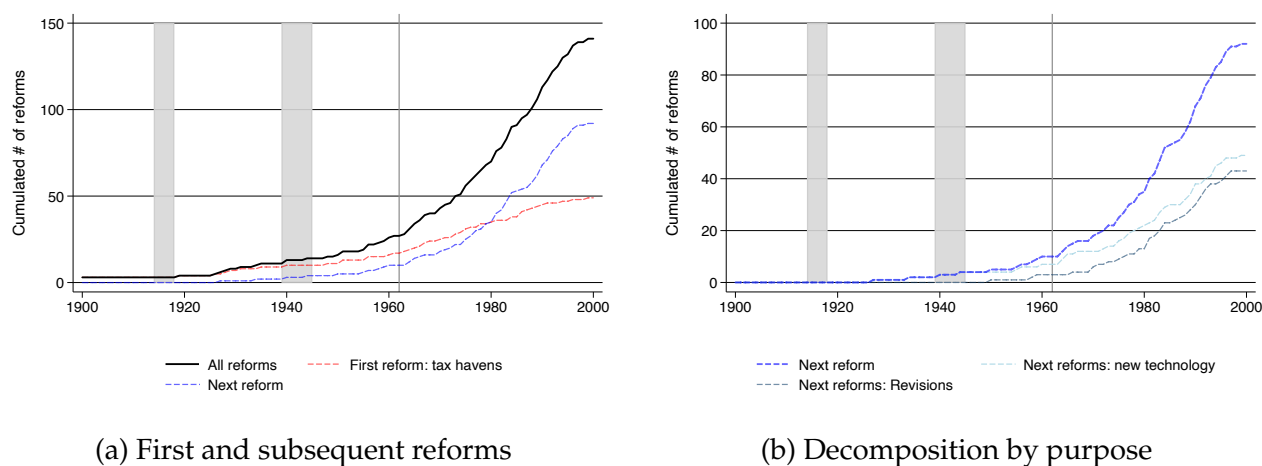 150
100
50
0
Cumulated # of reforms
1900
1920
1940
1960
1980
2000
All reforms
First reform: tax havens
Next reform
(a) First and subsequent reforms
100
80
60
40
20
0
Cumulated # of reforms
1900
1920
1940
1960
1980
2000
Next reform
Next reforms: new technology
Next reforms: Revisions
(b) Decomposition by purpose